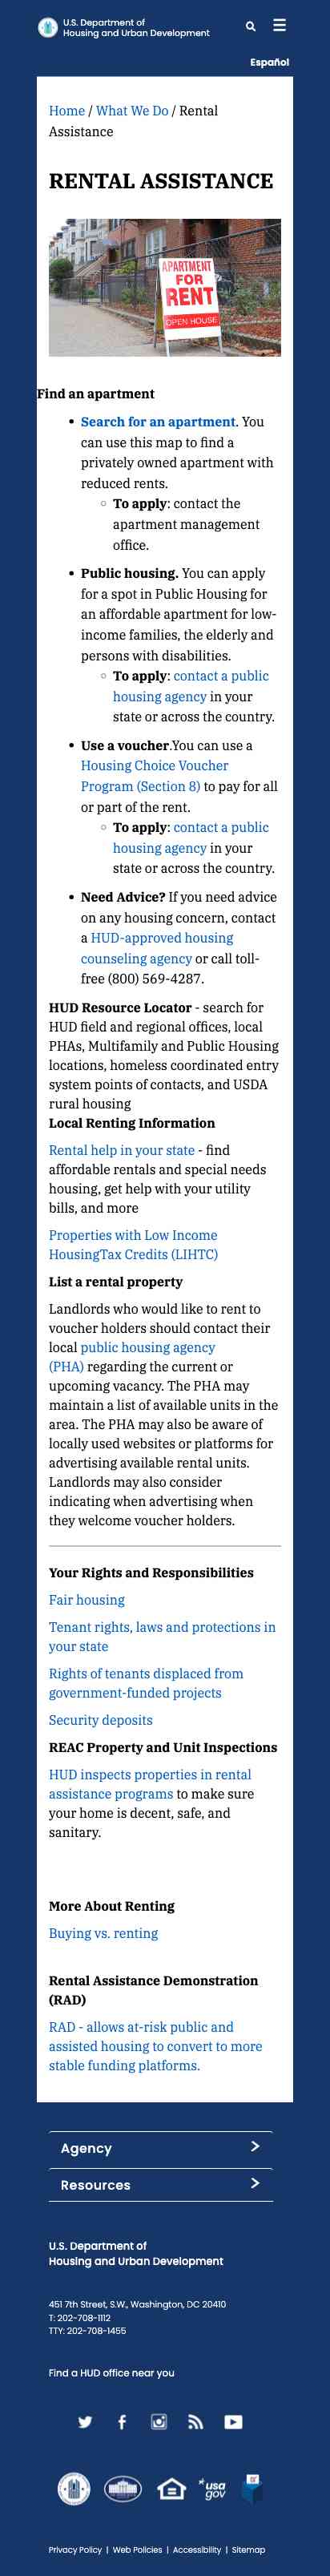 U.S. Department of
Housing and Urban Development
Español
Home / What We Do / Rental
Assistance
RENTAL ASSISTANCE
APARTMENT
FOR
RENT
OPEN HOUSE
Find an apartment
Search for an apartment. You
can use this map to find a
privately owned apartment with
reduced rents.
To apply: contact the
apartment management
office.
Public housing. You can apply
for a spot in Public Housing for
an affordable apartment for low-
income families, the elderly and
persons with disabilities.
To apply: contact a public
housing agency in your
state or across the country.
Use a voucher.You can use a
Housing Choice Voucher
Program (Section 8) to pay for all
or part of the rent.
To apply: contact a public
housing agency in your
state or across the country.
Need Advice? If you need advice
on any housing concern, contact
a HUD-approved housing
counseling agency or call toll-
free (800) 569-4287.
HUD Resource Locator - search for
HUD field and regional offices, local
PHAs, Multifamily and Public Housing
locations, homeless coordinated entry
system points of contacts, and USDA
rural housing
Local Renting Information
Rental help in your state - find
affordable rentals and special needs
housing, get help with your utility
bills, and more
Properties with Low Income
HousingTax Credits (LIHTC)
List a rental property
Landlords who would like to rent to
voucher holders should contact their
local public housing agency
(PHA) regarding the current or
upcoming vacancy. The PHA may
maintain a list of available units in the
area. The PHA may also be aware of
locally used websites or platforms for
advertising available rental units.
Landlords may also consider
indicating when advertising when
they welcome voucher holders.
Your Rights and Responsibilities
Fair housing
Tenant rights, laws and protections in
your state
Rights of tenants displaced from
government-funded projects
Security deposits
REAC Property and Unit Inspections
HUD inspects properties in rental
assistance programs to make sure
your home is decent, safe, and
sanitary.
More About Renting
Buying vs. renting
Rental Assistance Demonstration
(RAD)
RAD - allows at-risk public and
assisted housing to convert to more
stable funding platforms.
Agency
Resources
U.S. Department of
Housing and Urban Development
451 7th Street, S.W., Washington, DC 20410
T: 202-708-1112
TTY: 202-708-1455
Find a HUD office near you
usa
gov
Privacy Policy | Web Policies | Accessibility | Sitemap